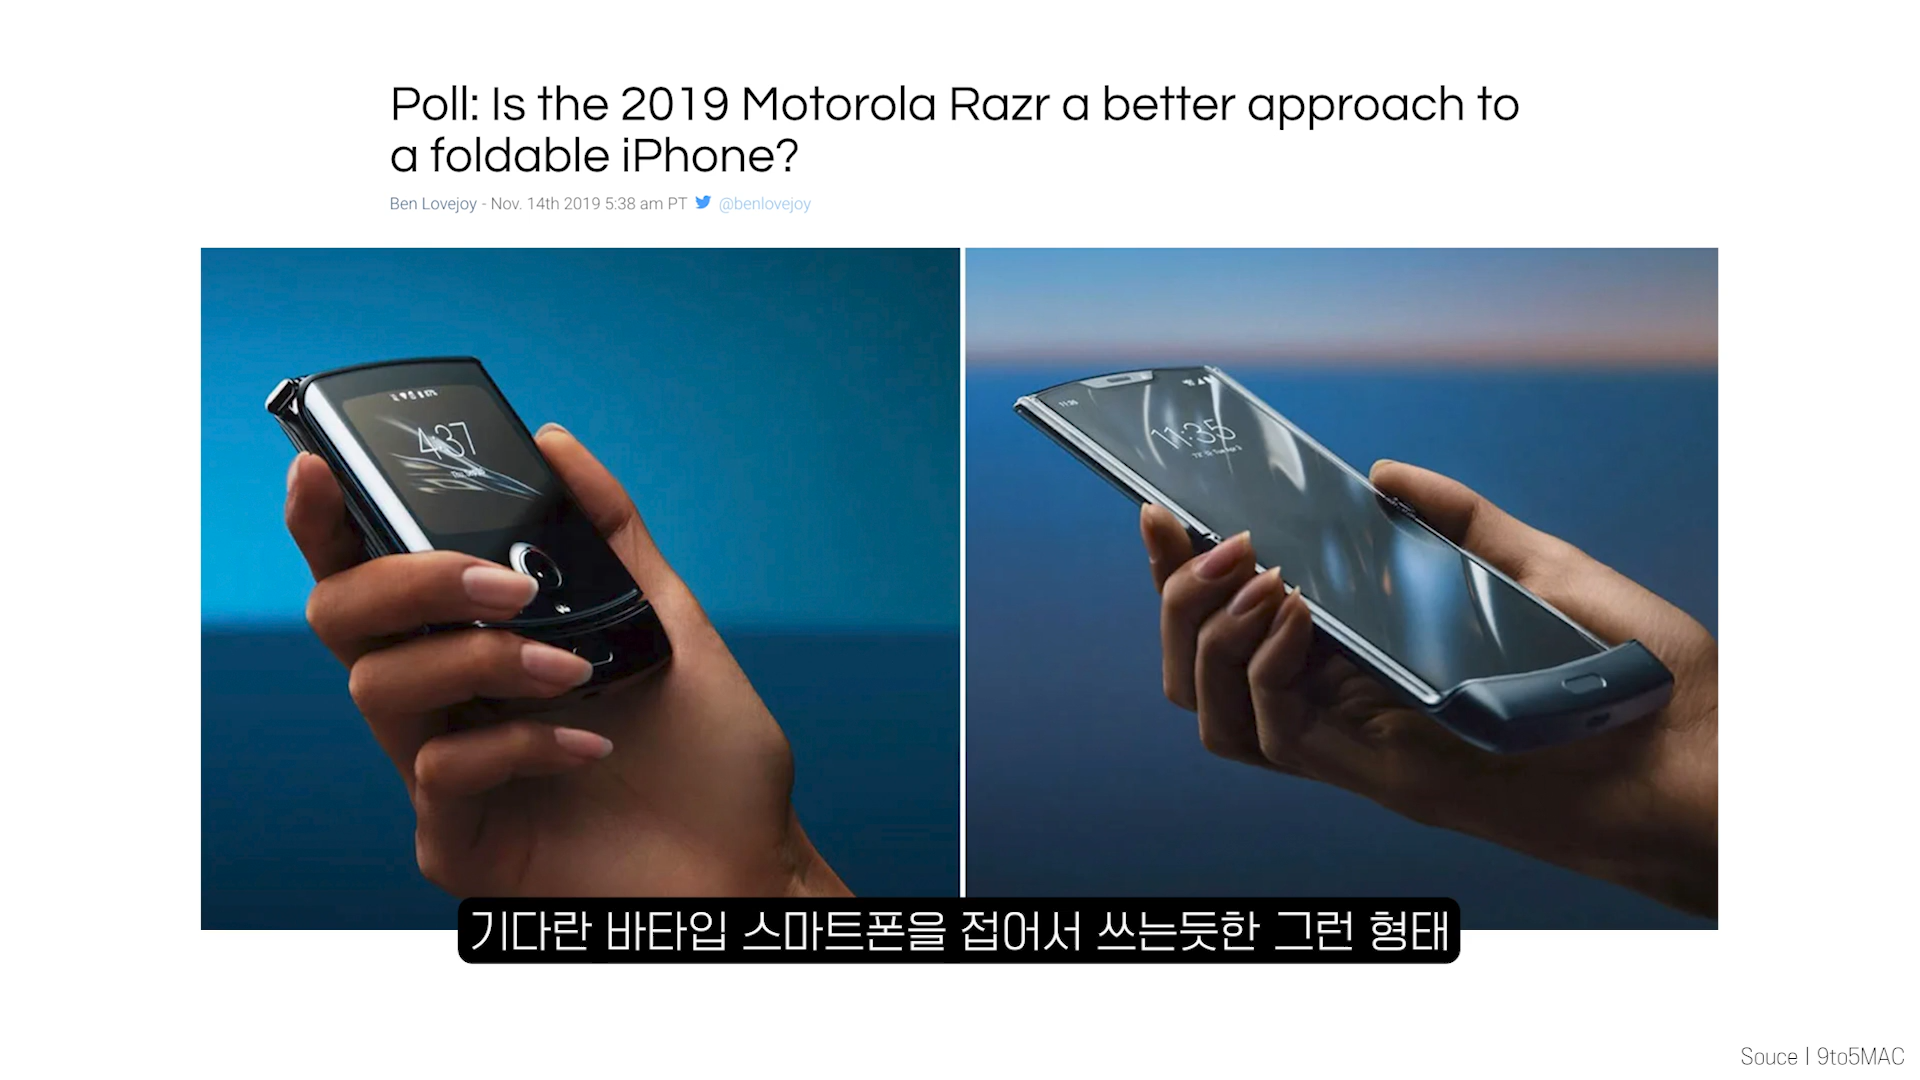 Poll: Is the 2019 Motorola Razr a better approach to
a foldable iPhone?
Ben Lovejoy - Nov. 14th 2019 5:38 am PT @benlovejoy
4:37
11:35
11:35
기다란 바타입 스마트폰을 접어서 쓰는듯한 그런 형태
Souce | 9to5MAC